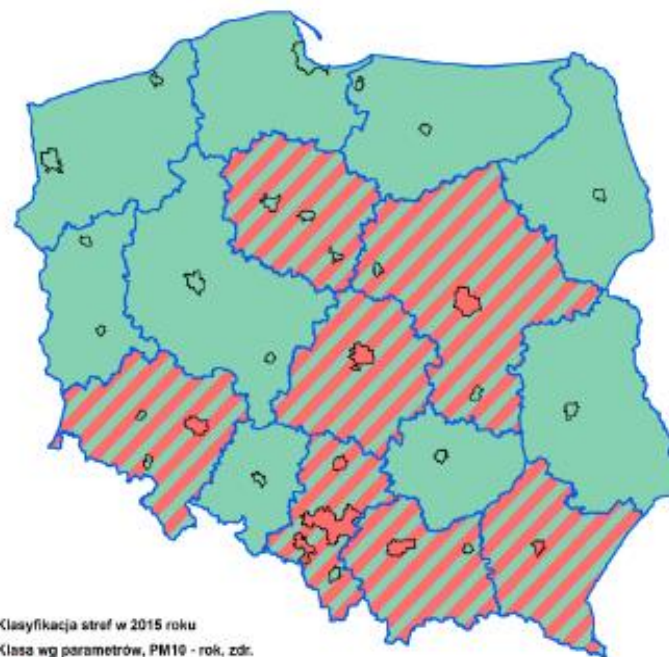 Klasyfikacja stref w 2015 roku
Klasa wg parametrów, PM10 - rok, zdr.